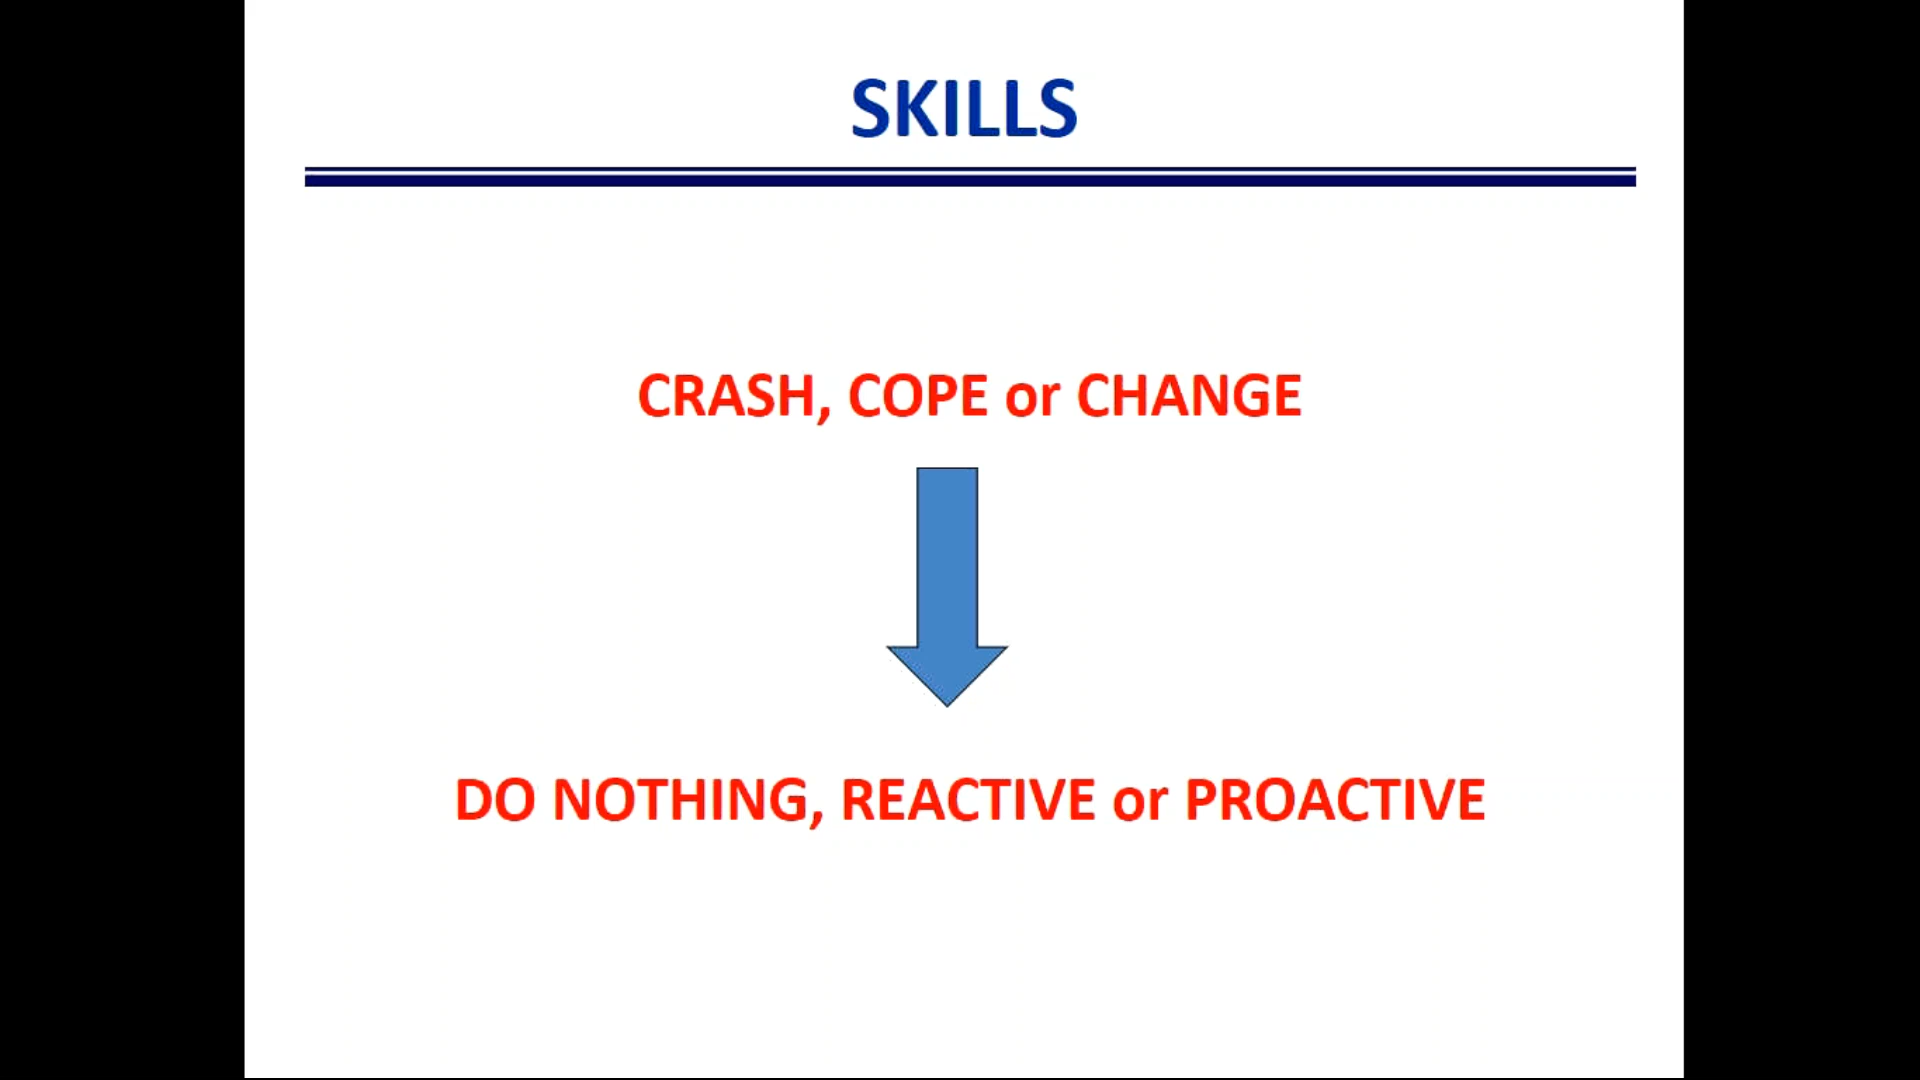 SKILLS
CRASH, COPE or CHANGE
DO NOTHING, REACTIVE or PROACTIVE